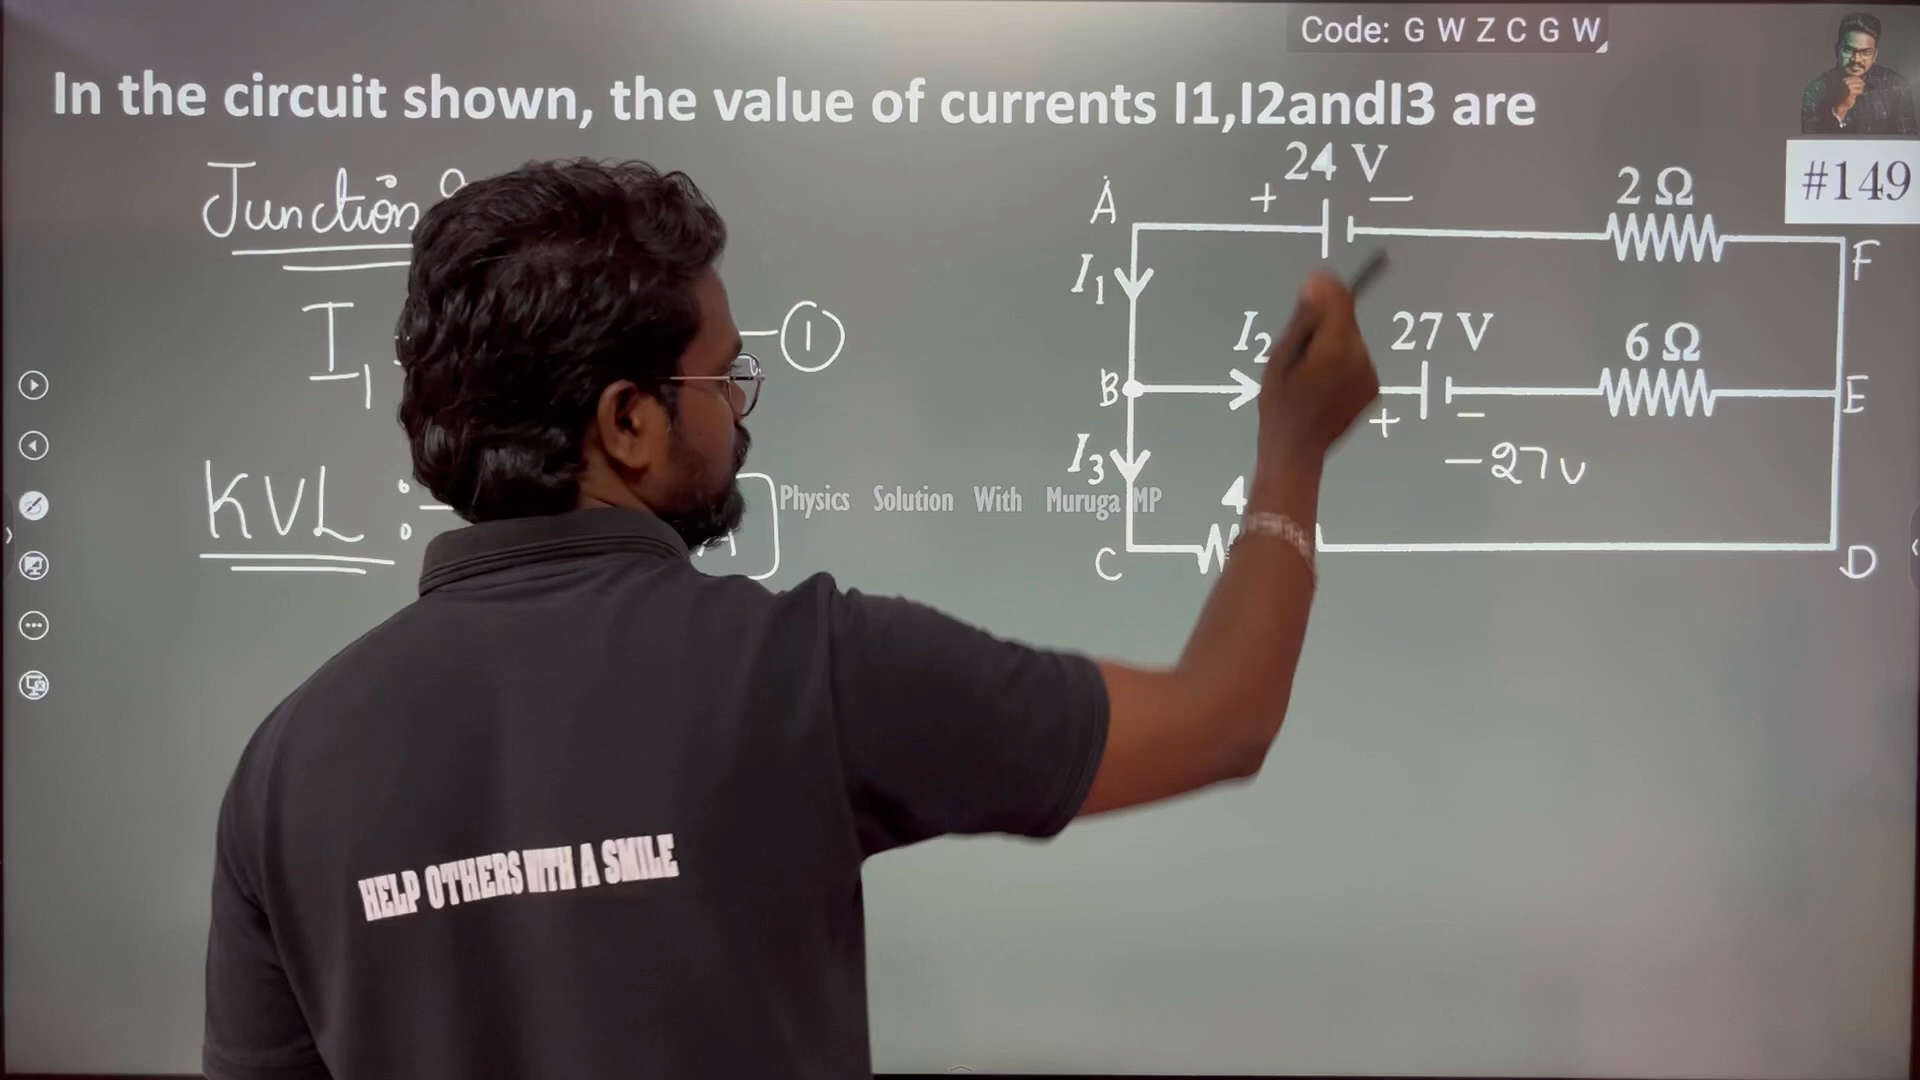 Code: G W Z C G W
In the circuit shown, the value of currents I1,I2andI3 are
#149
Junction
I1
①
KVL :-
24 V
+ −
2 Ω
A
F
I1
I2
27 V
6 Ω
B
E
+ −
−27V
I3
4
C
D
Physics Solution With Muruga MP
HELP OTHERS WITH A SMILE